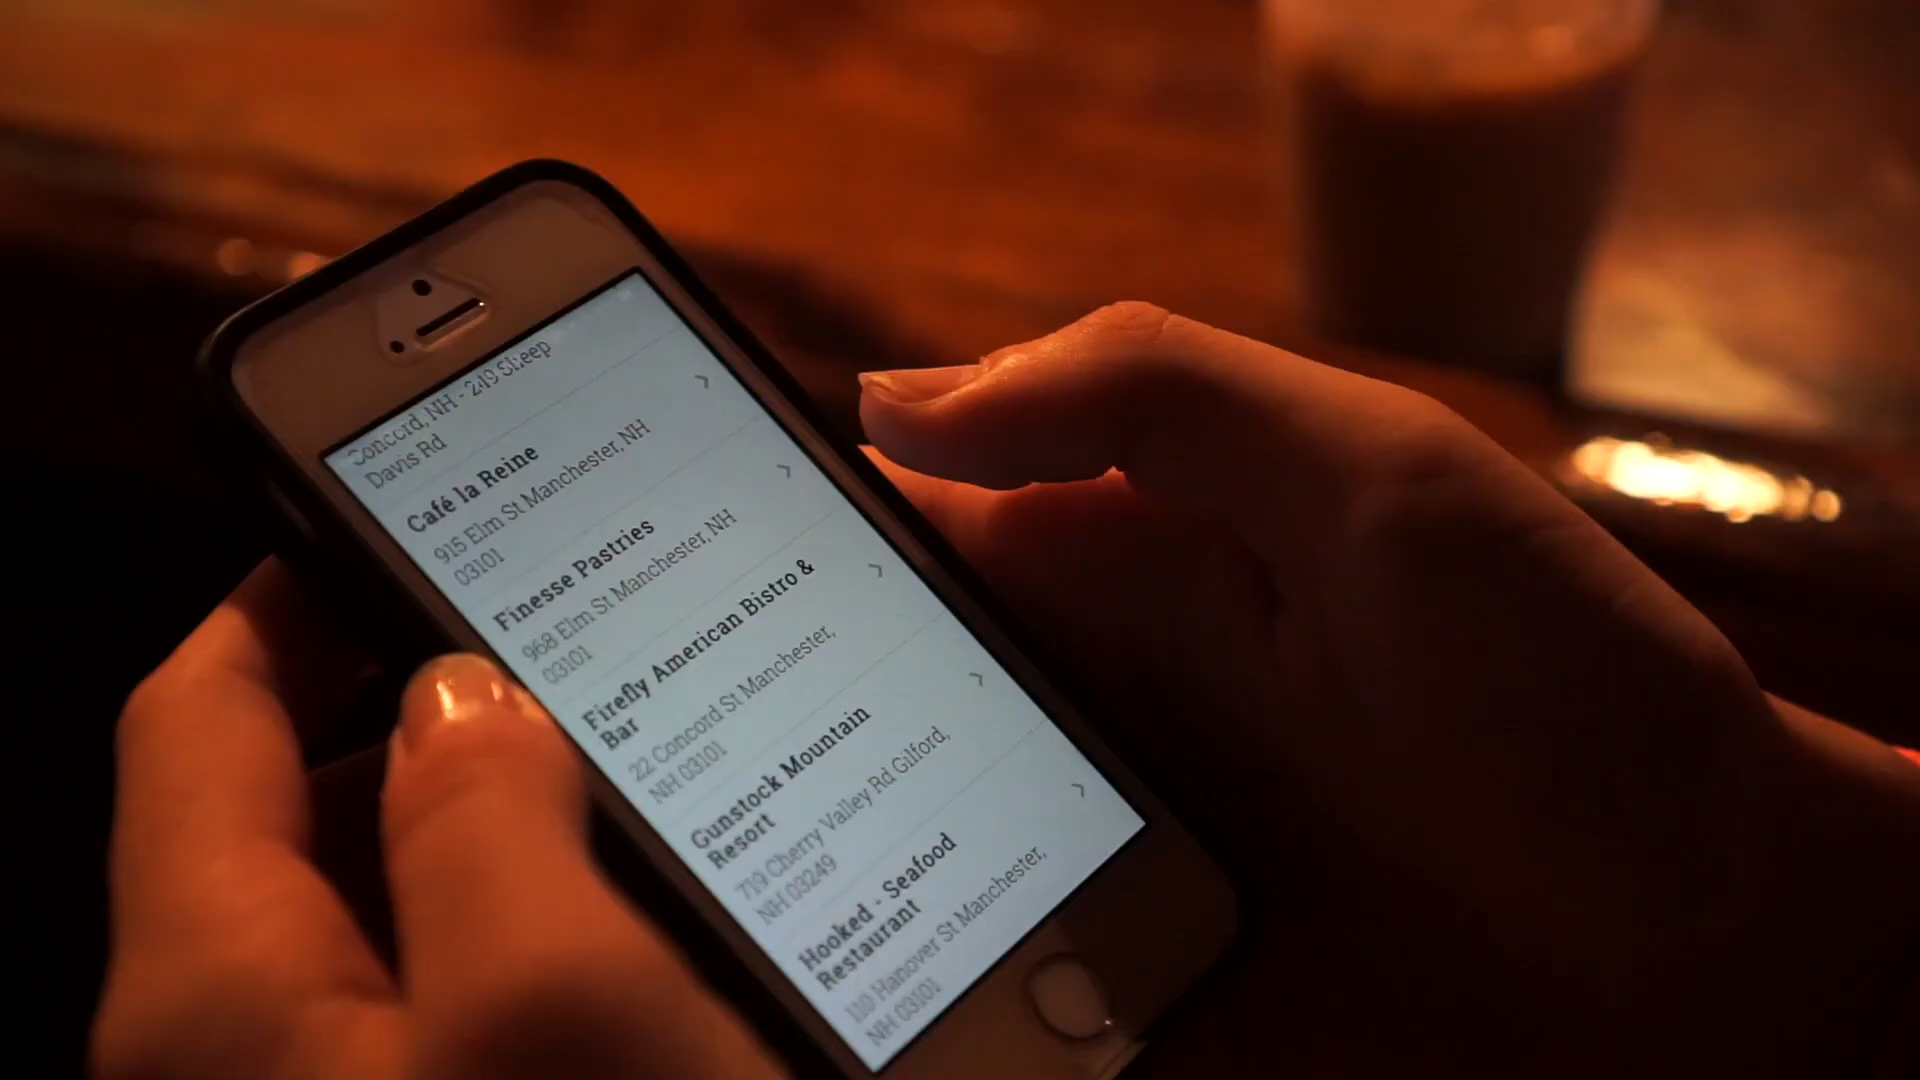 Concord, NH - 249 Sheep
Davis Rd
Café la Reine
915 Elm St Manchester, NH
03101
Finesse Pastries
968 Elm St Manchester, NH
03101
Firefly American Bistro &
Bar
22 Concord St Manchester,
NH 03101
Gunstock Mountain
Resort
719 Cherry Valley Rd Gilford,
NH 03249
Hooked - Seafood
Restaurant
110 Hanover St Manchester,
NH 03101